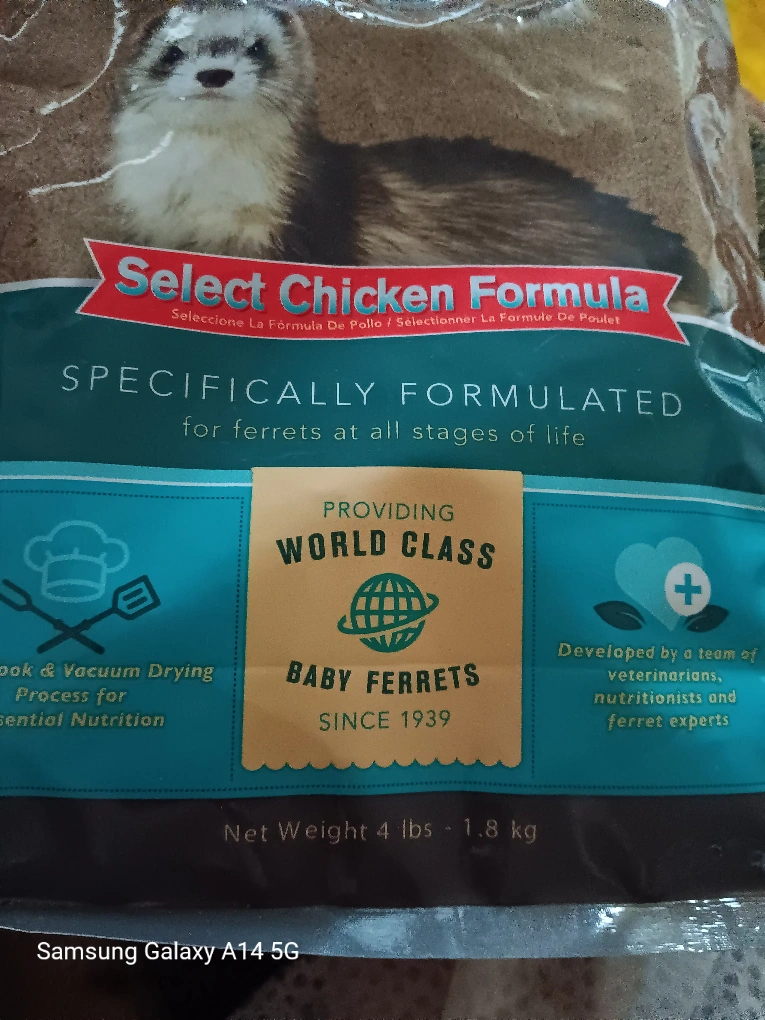 Select Chicken Formula
Seleccione La Fórmula De Pollo / Sélectionner La Formule De Poulet
SPECIFICALLY FORMULATED
for ferrets at all stages of life
ook & Vacuum Drying
Process for
sential Nutrition
PROVIDING
WORLD CLASS
BABY FERRETS
SINCE 1939
Developed by a team of
veterinarians,
nutritionists and
ferret experts
Net Weight 4 lbs - 1.8 kg
Samsung Galaxy A14 5G